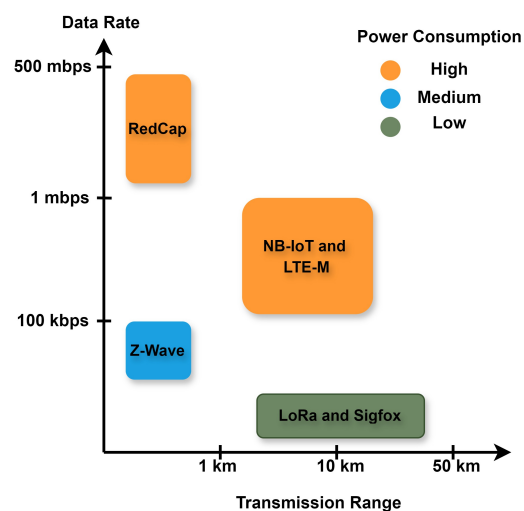 Data Rate
Power Consumption
High
Medium
Low
500 mbps
RedCap
1 mbps
NB-IoT and
LTE-M
100 kbps
Z-Wave
LoRa and Sigfox
1 km
10 km
50 km
Transmission Range